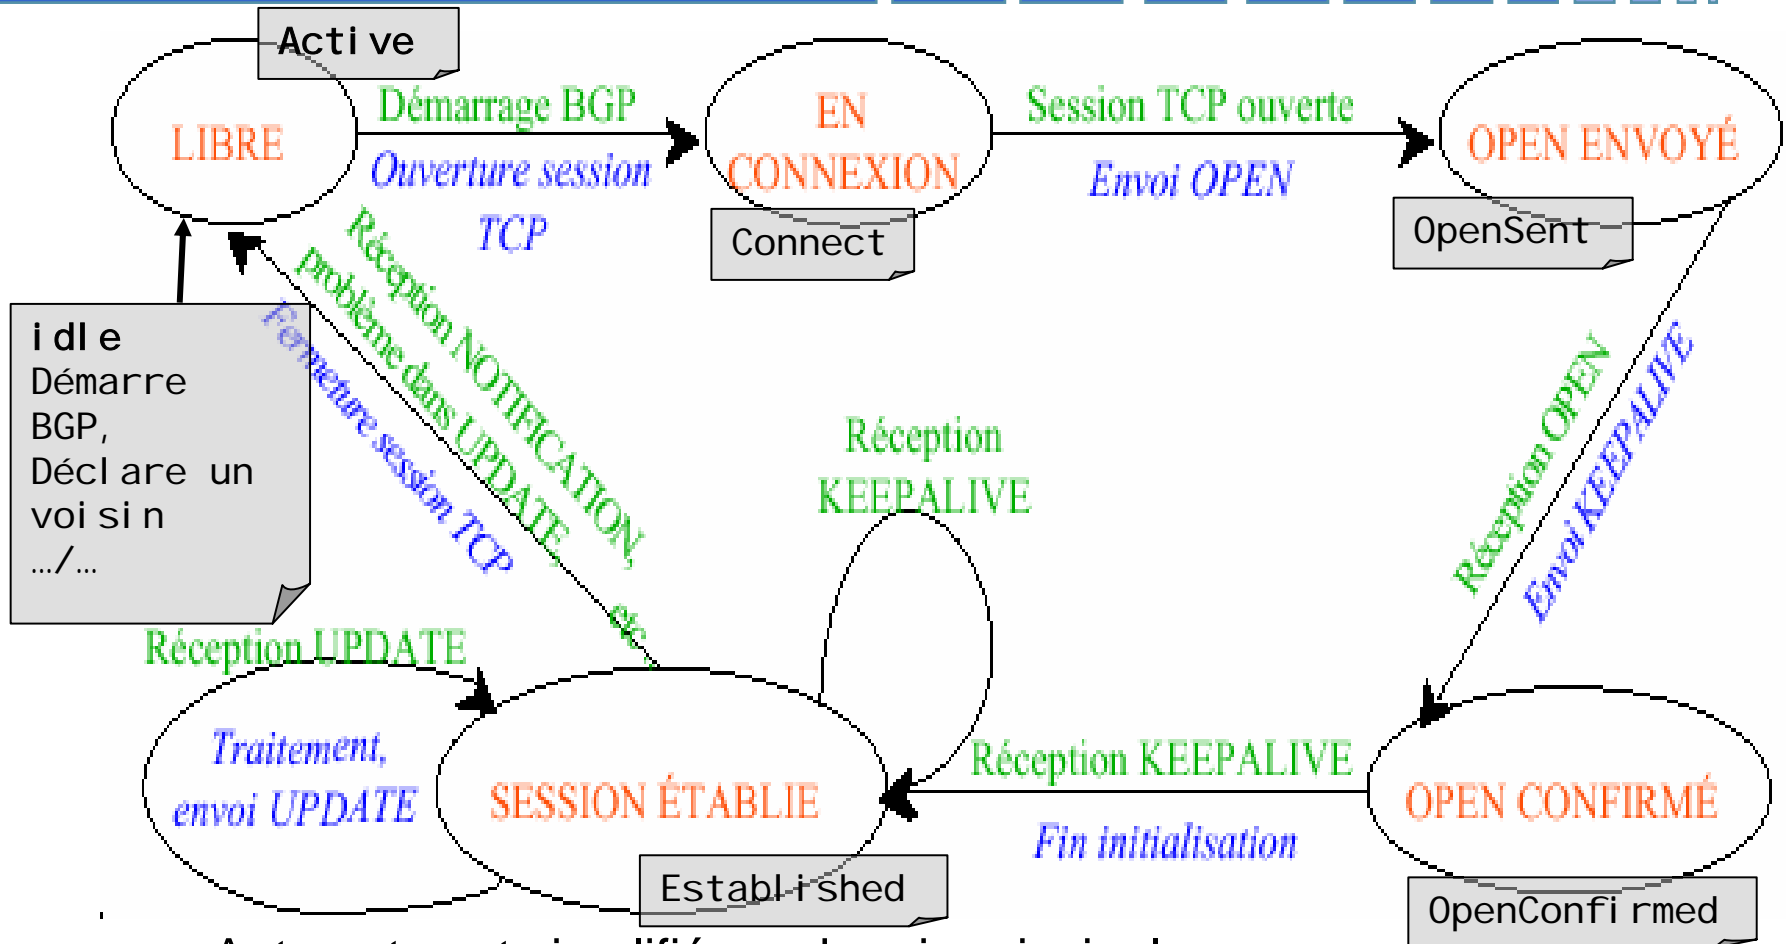 Active
Démarrage BGP
LIBRE
Ouverture session
TCP
EN
CONNEXION
Connect
Session TCP ouverte
Envoi OPEN
OPEN ENVOYÉ
OpenSent
idle
Démarre
BGP,
Déclare un
voisin
…/…
Réception NOTIFICATION,
problème dans UPDATE,
etc.
Fermeture session TCP
Réception
KEEPALIVE
Réception OPEN
Envoi KEEPALIVE
Réception UPDATE
Traitement,
envoi UPDATE
SESSION ÉTABLIE
Established
Réception KEEPALIVE
Fin initialisation
OPEN CONFIRMÉ
OpenConfirmed